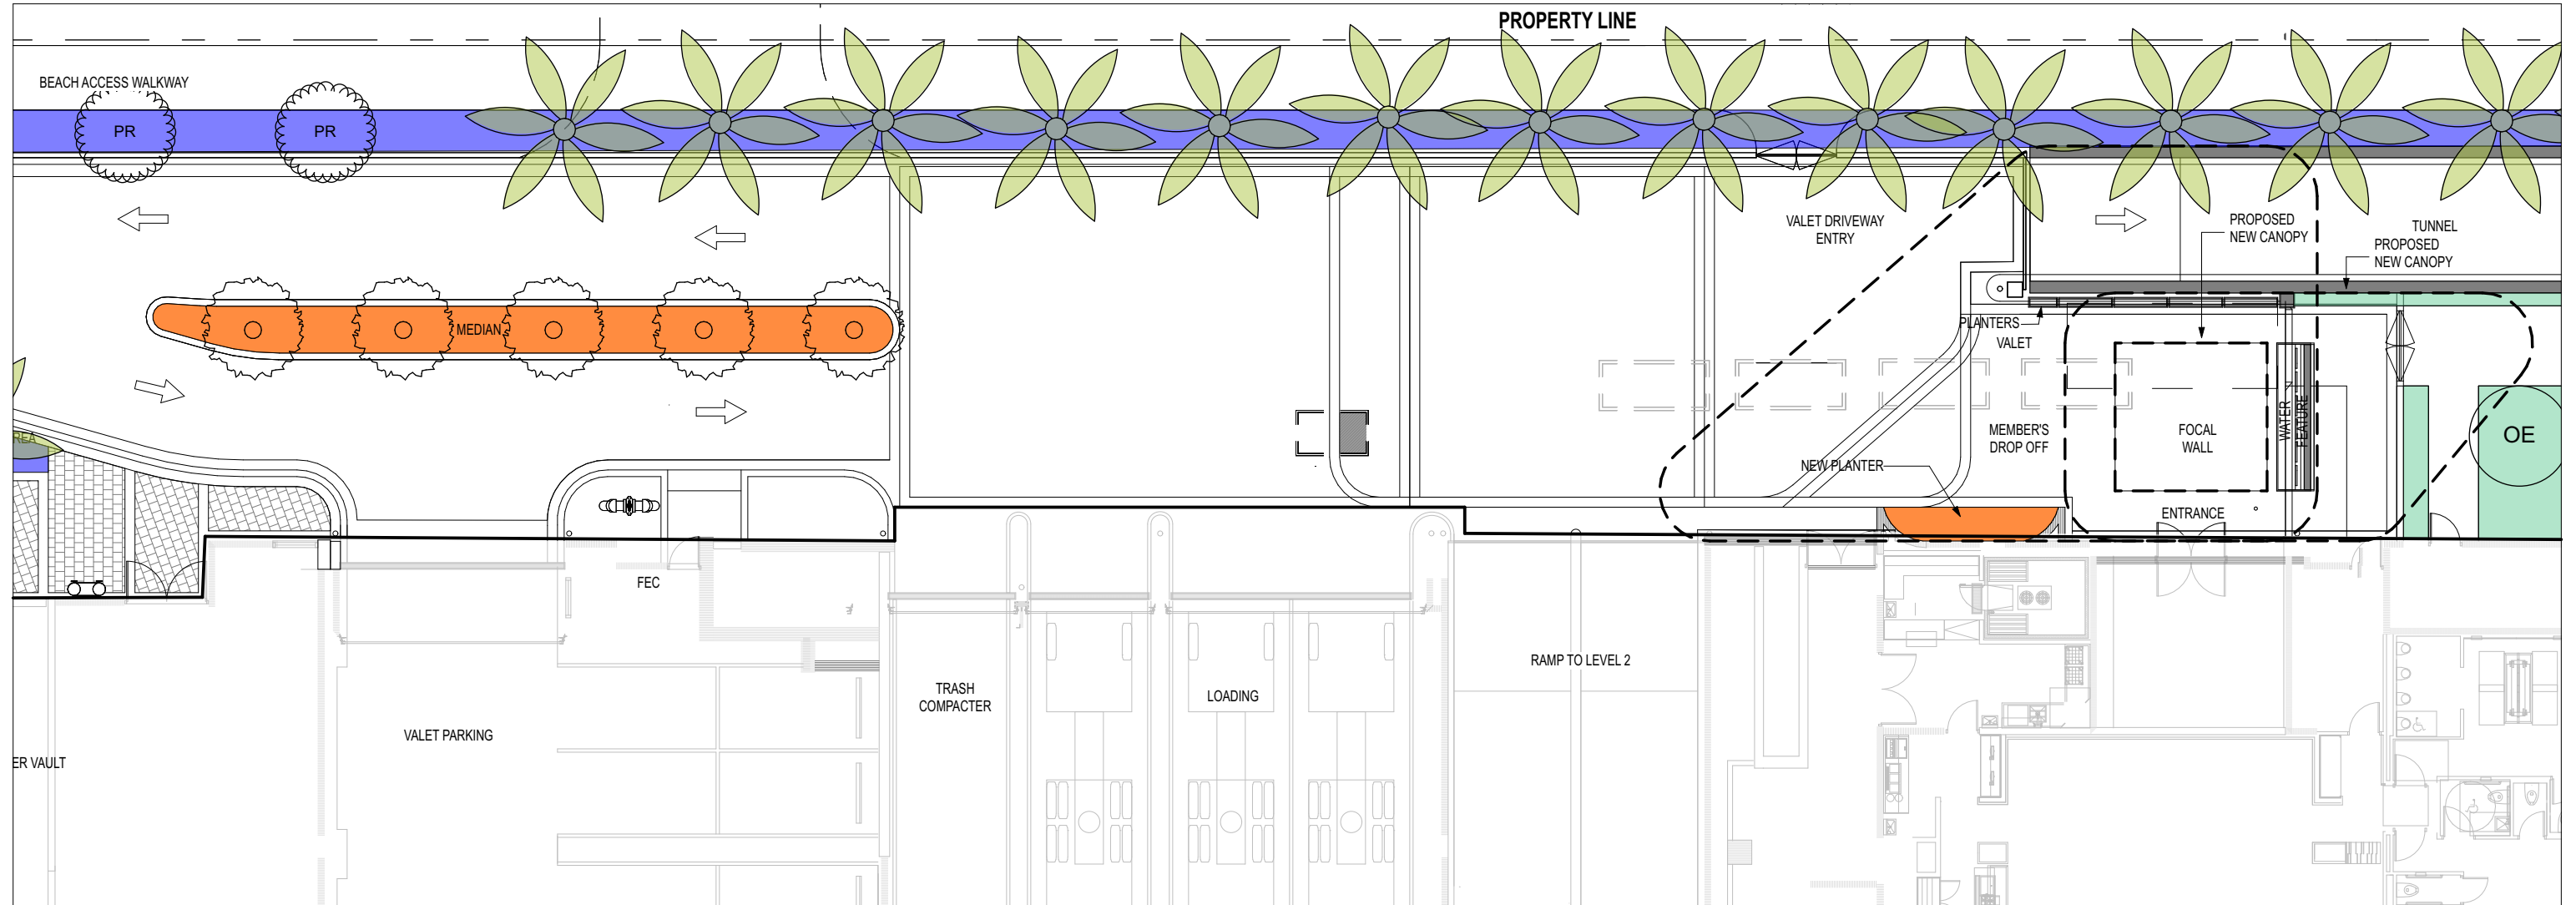 PROPERTY LINE
BEACH ACCESS WALKWAY
PR
PR
VALET DRIVEWAY
ENTRY
PROPOSED
NEW CANOPY
TUNNEL
PROPOSED
NEW CANOPY
MEDIAN
PLANTERS
VALET
MEMBER'S
DROP OFF
FOCAL
WALL
WATER
FEATURE
OE
REA
NEW PLANTER
ENTRANCE
FEC
TRASH
COMPACTER
LOADING
RAMP TO LEVEL 2
VALET PARKING
ER VAULT